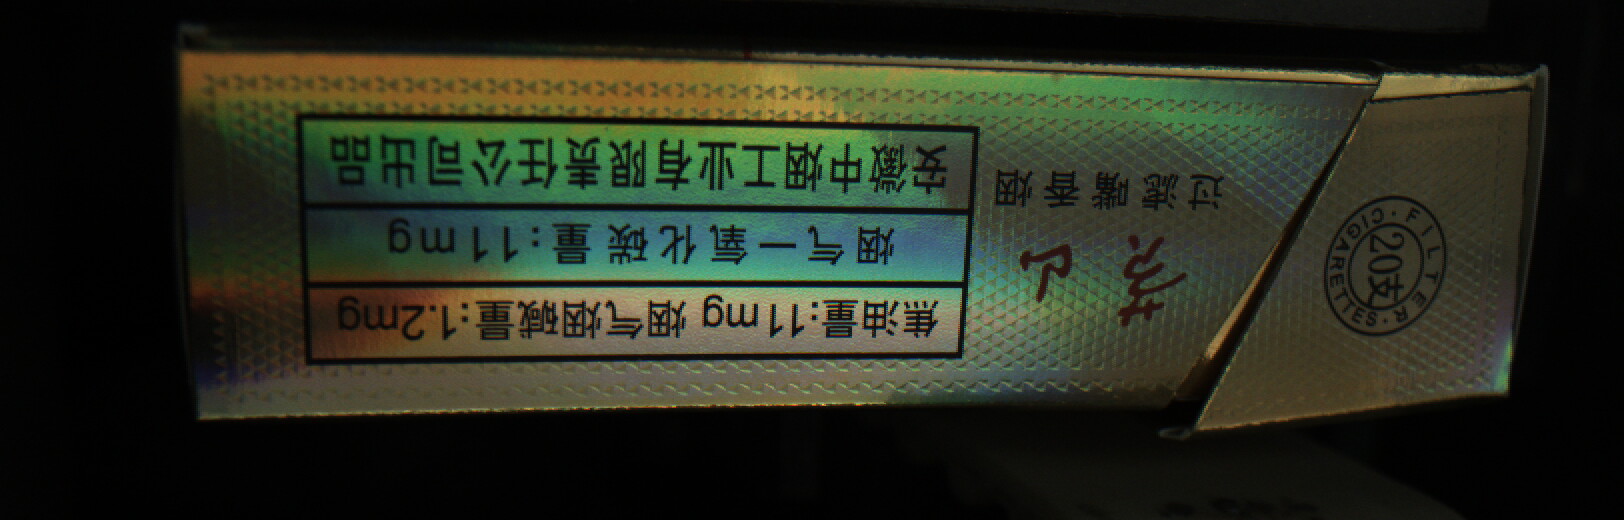 FILTER·CIGARETTES·
20支
过滤嘴香烟
焦油量:11mg 烟气烟碱量:1.2mg
烟气一氧化碳量:11mg
安徽中烟工业有限责任公司出品